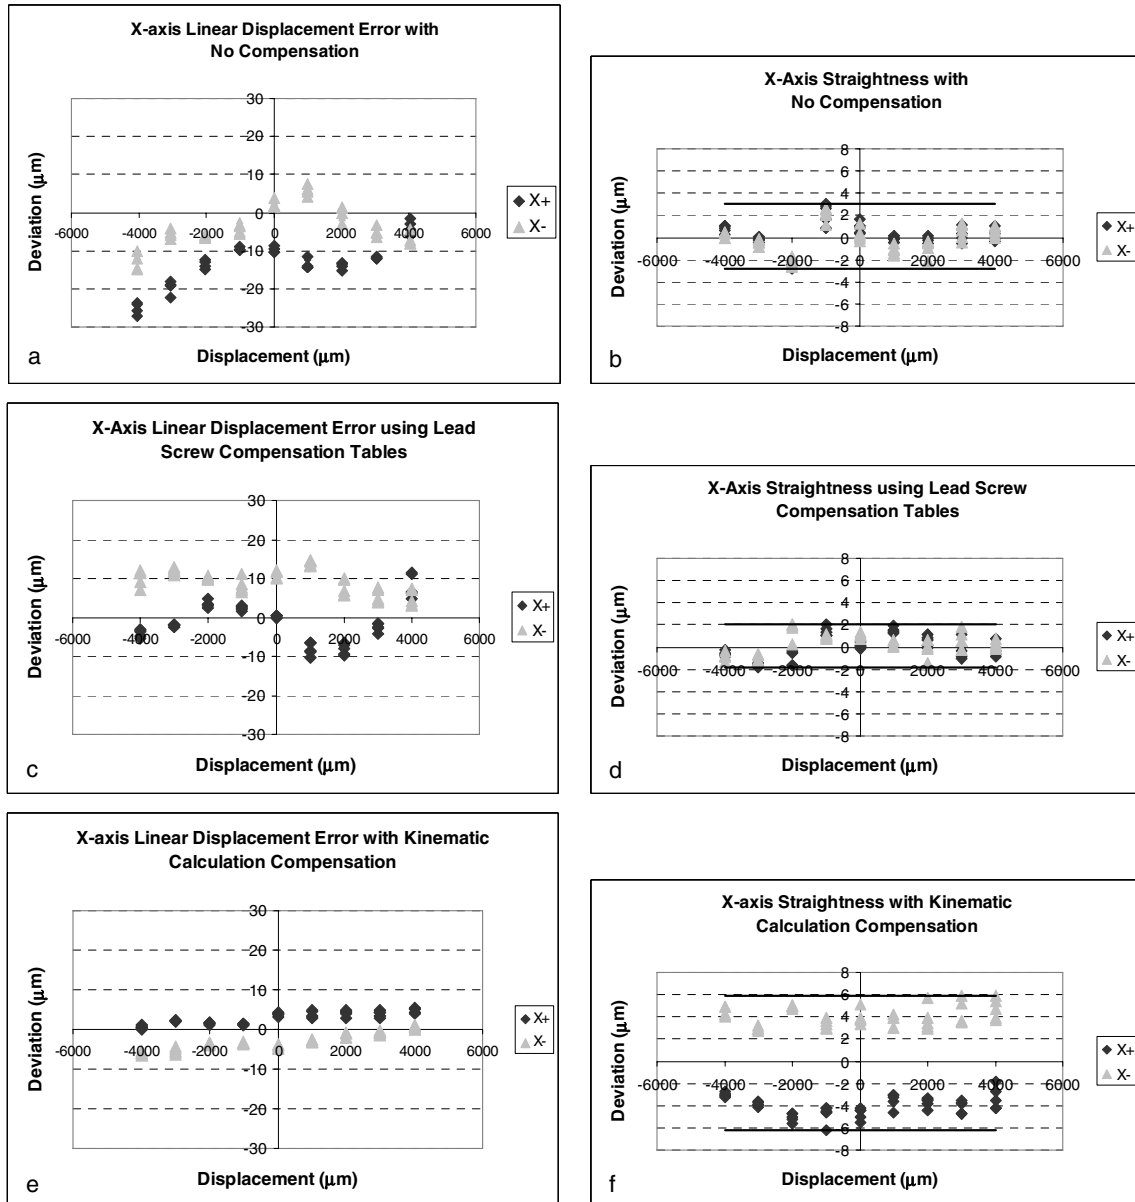 X-axis Linear Displacement Error with
No Compensation
Deviation (μm)
30
20
10
0
-6000 -4000 -2000 0 2000 4000 6000
-10
-20
-30
X+
X-
Displacement (μm)
a
X-Axis Straightness with
No Compensation
Deviation (μm)
8
6
4
2
0
-6000 -4000 -2000 0 2000 4000 6000
-2
-4
-6
-8
X+
X-
Displacement (μm)
b
X-Axis Linear Displacement Error using Lead
Screw Compensation Tables
Deviation (μm)
30
20
10
0
-6000 -4000 -2000 0 2000 4000 6000
-10
-20
-30
X+
X-
Displacement (μm)
c
X-Axis Straightness using Lead Screw
Compensation Tables
Deviation (μm)
8
6
4
2
0
-6000 -4000 -2000 0 2000 4000 6000
-2
-4
-6
-8
X+
X-
Displacement (μm)
d
X-axis Linear Displacement Error with Kinematic
Calculation Compensation
Deviation (μm)
30
20
10
0
-6000 -4000 -2000 0 2000 4000 6000
-10
-20
-30
X+
X-
Displacement (μm)
e
X-axis Straightness with Kinematic
Calculation Compensation
Deviation (μm)
8
6
4
2
0
-6000 -4000 -2000 0 2000 4000 6000
-2
-4
-6
-8
X+
X-
Displacement (μm)
f